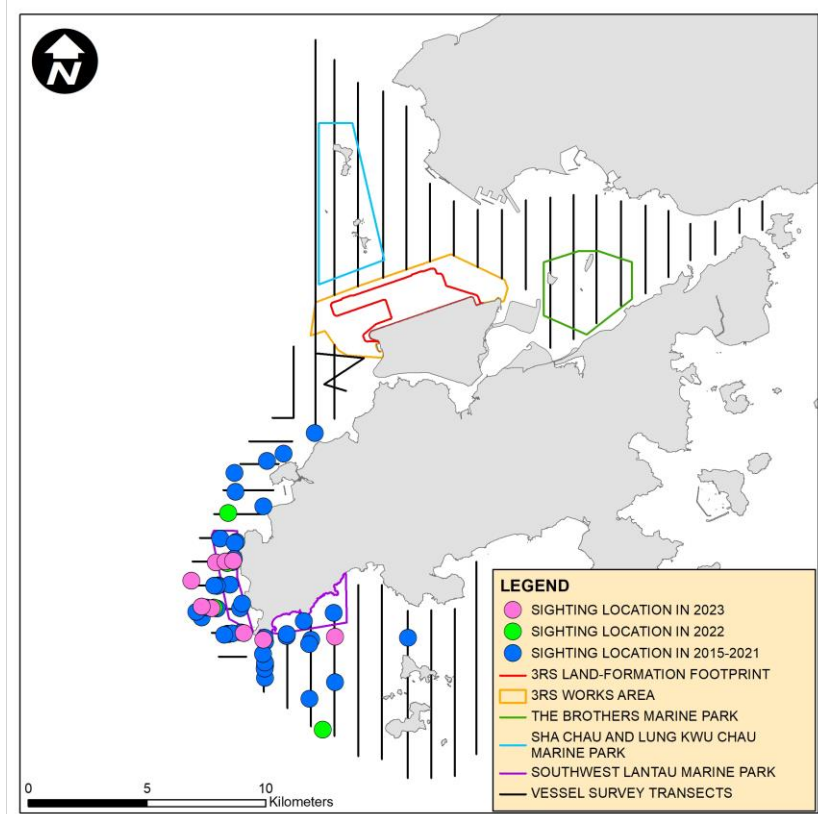 N
LEGEND
SIGHTING LOCATION IN 2023
SIGHTING LOCATION IN 2022
SIGHTING LOCATION IN 2015-2021
3RS LAND-FORMATION FOOTPRINT
3RS WORKS AREA
THE BROTHERS MARINE PARK
SHA CHAU AND LUNG KWU CHAU
MARINE PARK
SOUTHWEST LANTAU MARINE PARK
VESSEL SURVEY TRANSECTS
0 5 10
Kilometers